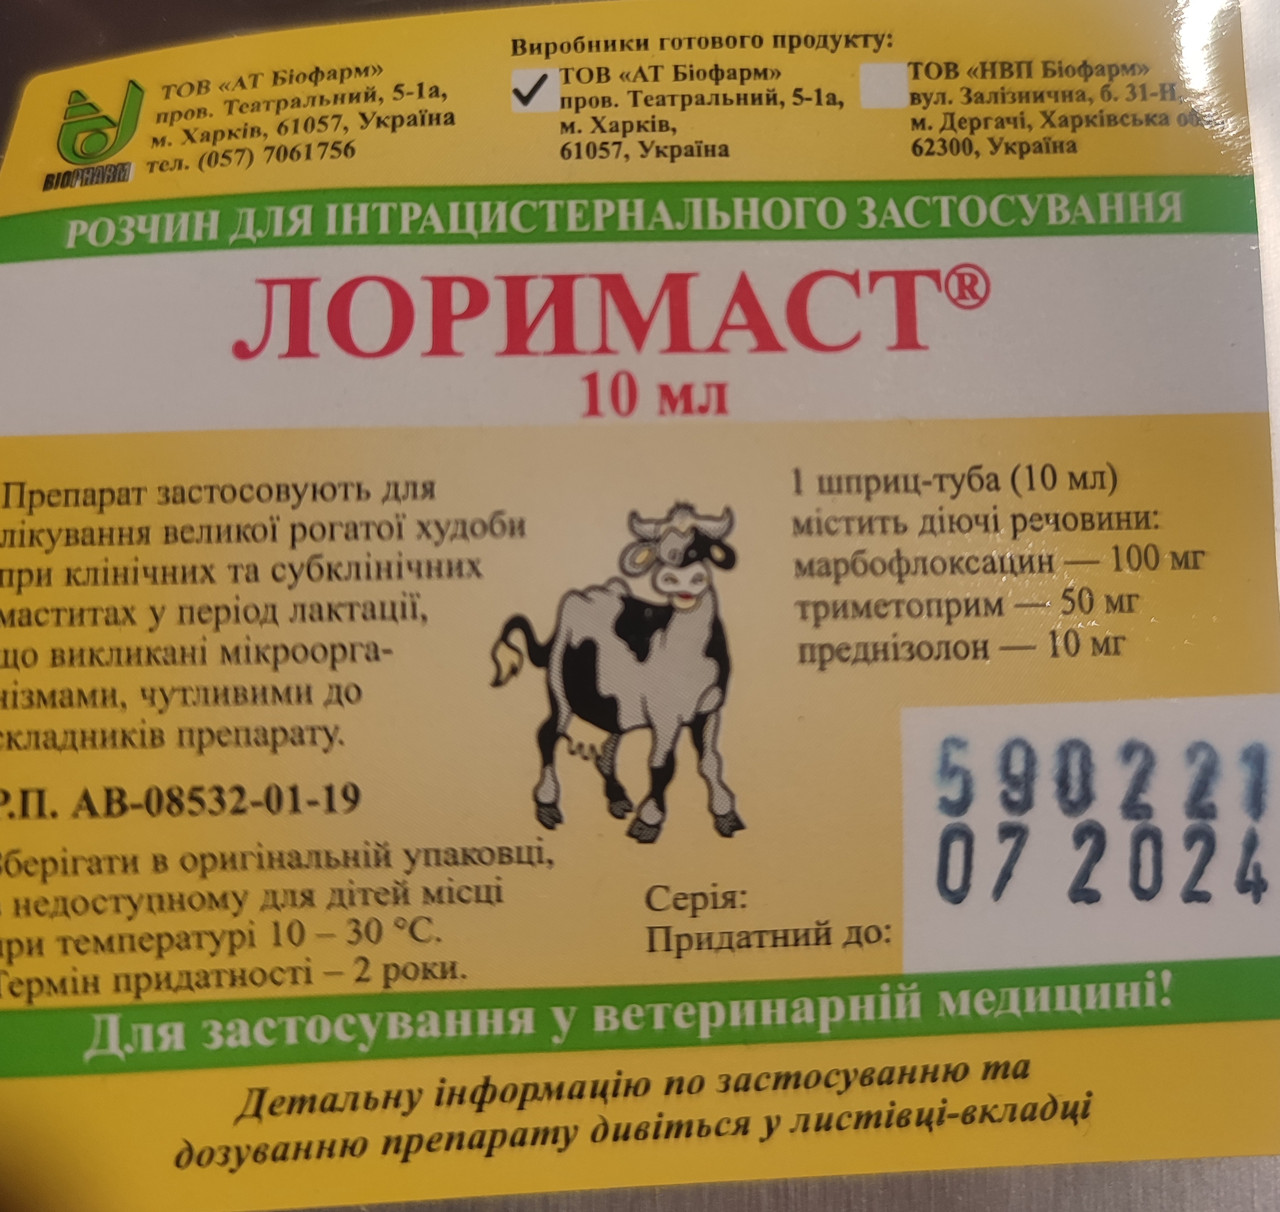 BIOPHARM
ТОВ «АТ Біофарм»
пров. Театральний, 5-1а,
м. Харків, 61057, Україна
тел. (057) 7061756
Виробники готового продукту:
ТОВ «АТ Біофарм»
пров. Театральний, 5-1а,
м. Харків,
61057, Україна
ТОВ «НВП Біофарм»
вул. Залізнична, б. 31-Н,
м. Дергачі, Харківська
62300, Україна
РОЗЧИН ДЛЯ ІНТРАЦИСТЕРНАЛЬНОГО ЗАСТОСУВАННЯ
ЛОРИМАСТ®
10 мл
Препарат застосовують для
лікування великої рогатої худоби
при клінічних та субклінічних
маститах у період лактації,
що викликані мікроорга-
нізмами, чутливими до
складників препарату.
Р.П. АВ-08532-01-19
Зберігати в оригінальній упаковці,
недоступному для дітей місці
при температурі 10 – 30 °С.
Термін придатності – 2 роки.
1 шприц-туба (10 мл)
містить діючі речовини:
марбофлоксацин — 100 мг
триметоприм — 50 мг
преднізолон — 10 мг
Серія: 590221
Придатний до: 07 2024
Для застосування у ветеринарній медицині!
Детальну інформацію по застосуванню та
дозуванню препарату дивіться у листівці-вкладці